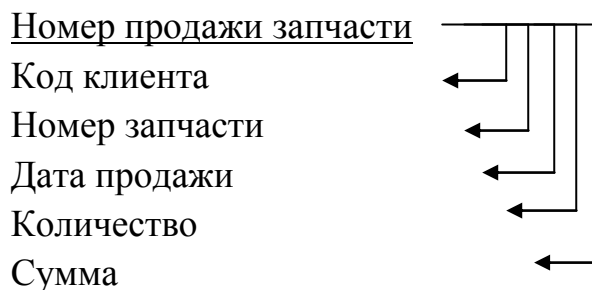 Номер продажи запчасти
Код клиента
Номер запчасти
Дата продажи
Количество
Сумма